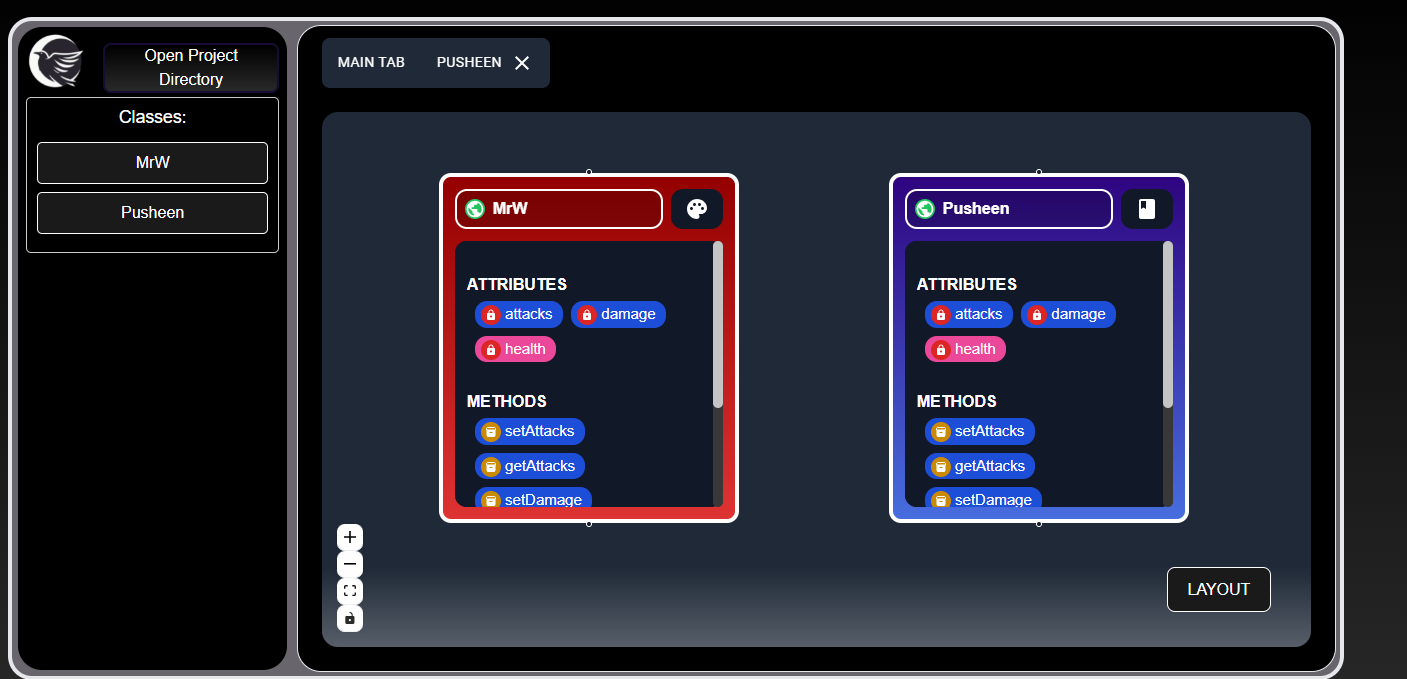 Open Project
Directory
Classes:
MrW
Pusheen
MAIN TAB PUSHEEN
MrW
ATTRIBUTES
attacks damage
health
METHODS
setAttacks
getAttacks
setDamage
Pusheen
ATTRIBUTES
attacks damage
health
METHODS
setAttacks
getAttacks
setDamage
LAYOUT